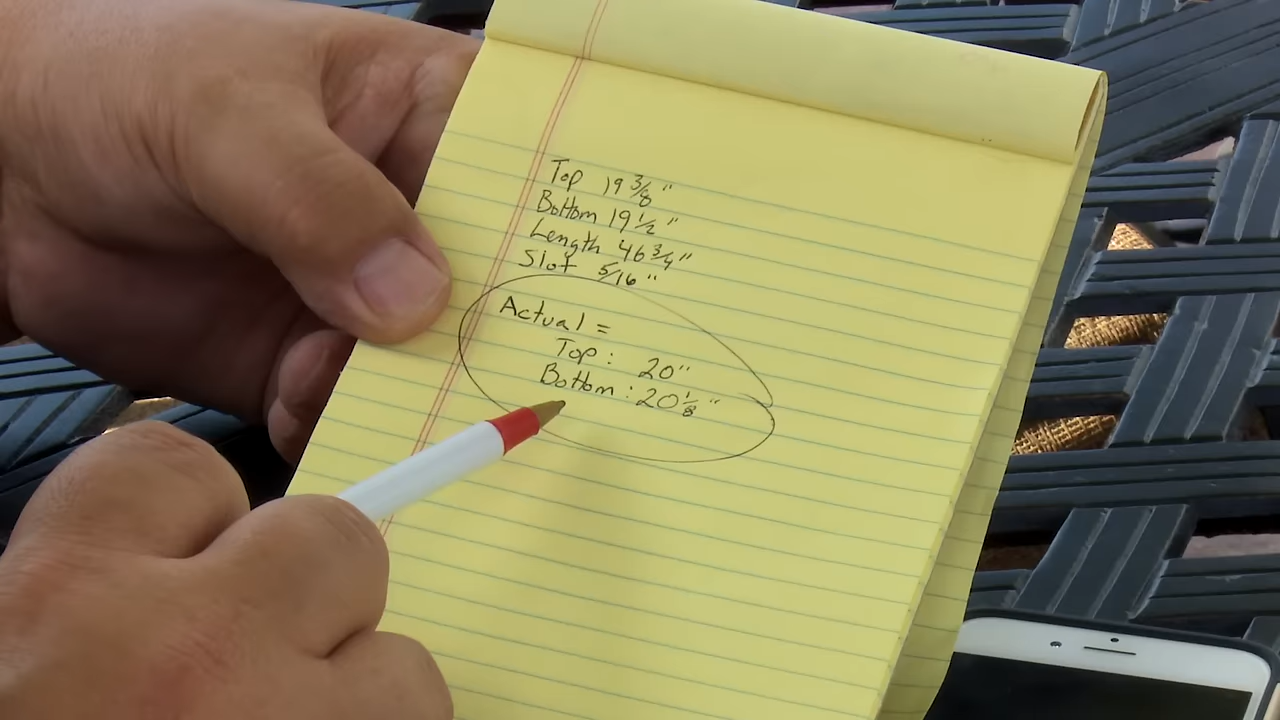 Top 19 3/8"
Bottom 19 1/2"
Length 46 3/4"
Slot 5/16"
Actual =
Top: 20"
Bottom: 20 1/8"